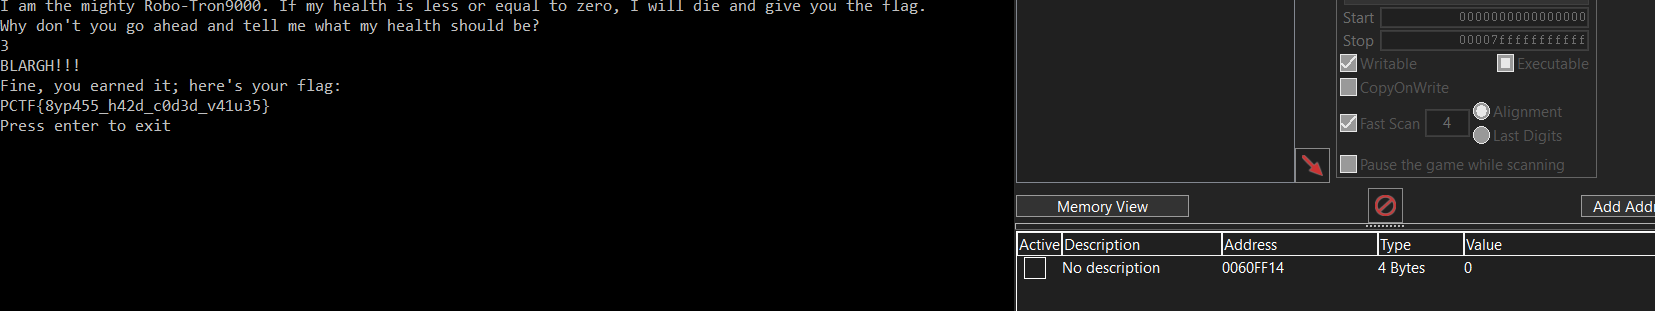 I am the mighty Robo-Tron9000. If my health is less or equal to zero, I will die and give you the flag.
Why don't you go ahead and tell me what my health should be?
3
BLARGH!!!
Fine, you earned it; here's your flag:
PCTF{8yp455_h42d_c0d3d_v41u35}
Press enter to exit
Start 0000000000000000
Stop 00007fffffffffff
Writable Executable
CopyOnWrite
Fast Scan 4 Alignment
Last Digits
Pause the game while scanning
Memory View Add Addr
Active Description Address Type Value
No description 0060FF14 4 Bytes 0